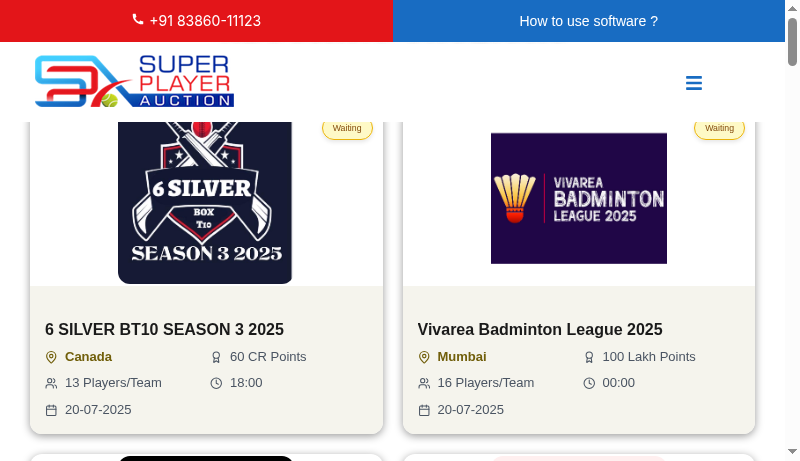 +91 83860-11123
How to use software ?
SUPER
PLAYER
AUCTION
Waiting
6 SILVER
BOX
T10
SEASON 3 2025
6 SILVER BT10 SEASON 3 2025
Canada
60 CR Points
13 Players/Team
18:00
20-07-2025
Waiting
VIVAREA
BADMINTON
LEAGUE 2025
Vivarea Badminton League 2025
Mumbai
100 Lakh Points
16 Players/Team
00:00
20-07-2025